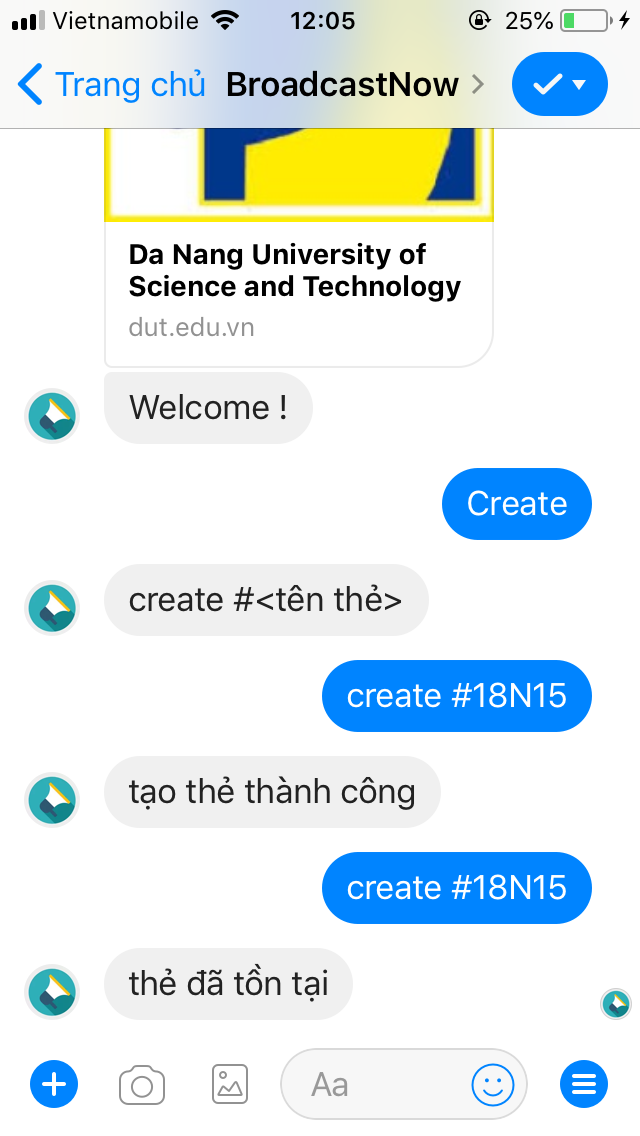 Vietnamobile 12:05 25%
Trang chủ BroadcastNow
Da Nang University of
Science and Technology
dut.edu.vn
Welcome !
Create
create #<tên thẻ>
create #18N15
tạo thẻ thành công
create #18N15
thẻ đã tồn tại
Aa